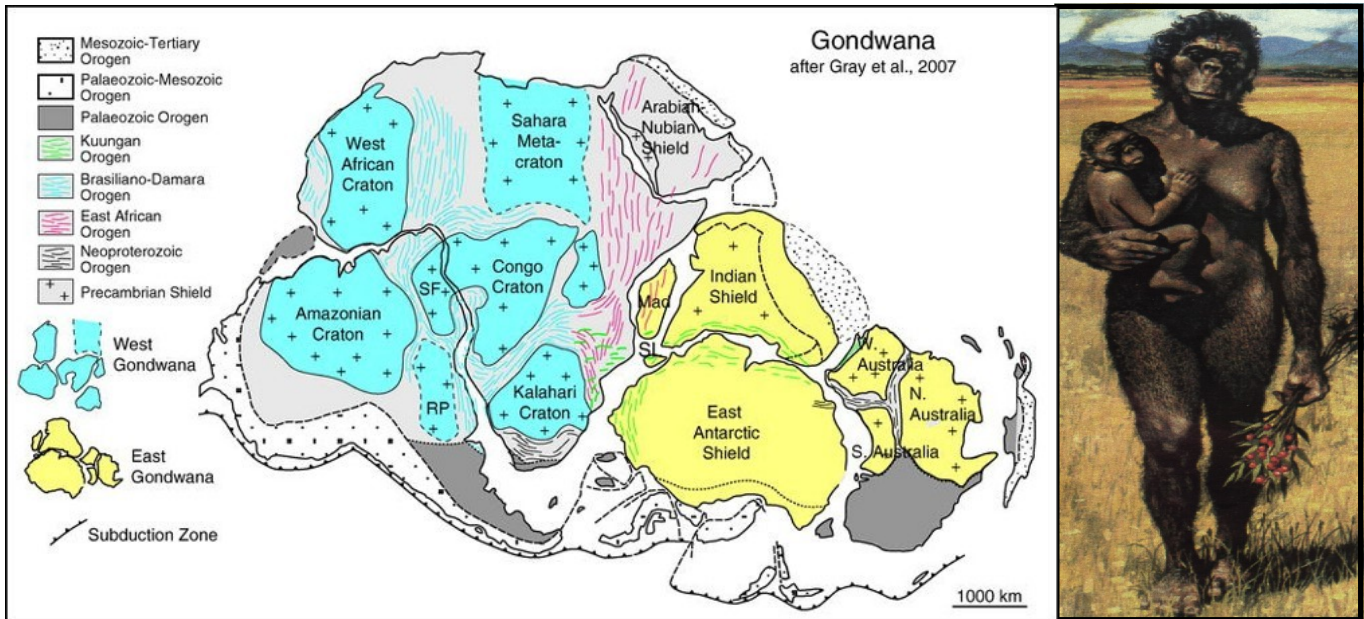 Gondwana
after Gray et al., 2007
Mesozoic-Tertiary
Orogen
Palaeozoic-Mesozoic
Orogen
Palaeozoic Orogen
Kuungan
Orogen
Brasiliano-Damara
Orogen
East African
Orogen
Neoproterozoic
Orogen
Precambrian Shield
West
Gondwana
East
Gondwana
Subduction Zone
West
African
Craton
Sahara
Meta-
craton
Arabian-
Nubian
Shield
Amazonian
Craton
SF
Congo
Craton
RP
Kalahari
Craton
Mad
SL
Indian
Shield
East
Antarctic
Shield
W.
Australia
N.
Australia
S. Australia
1000 km